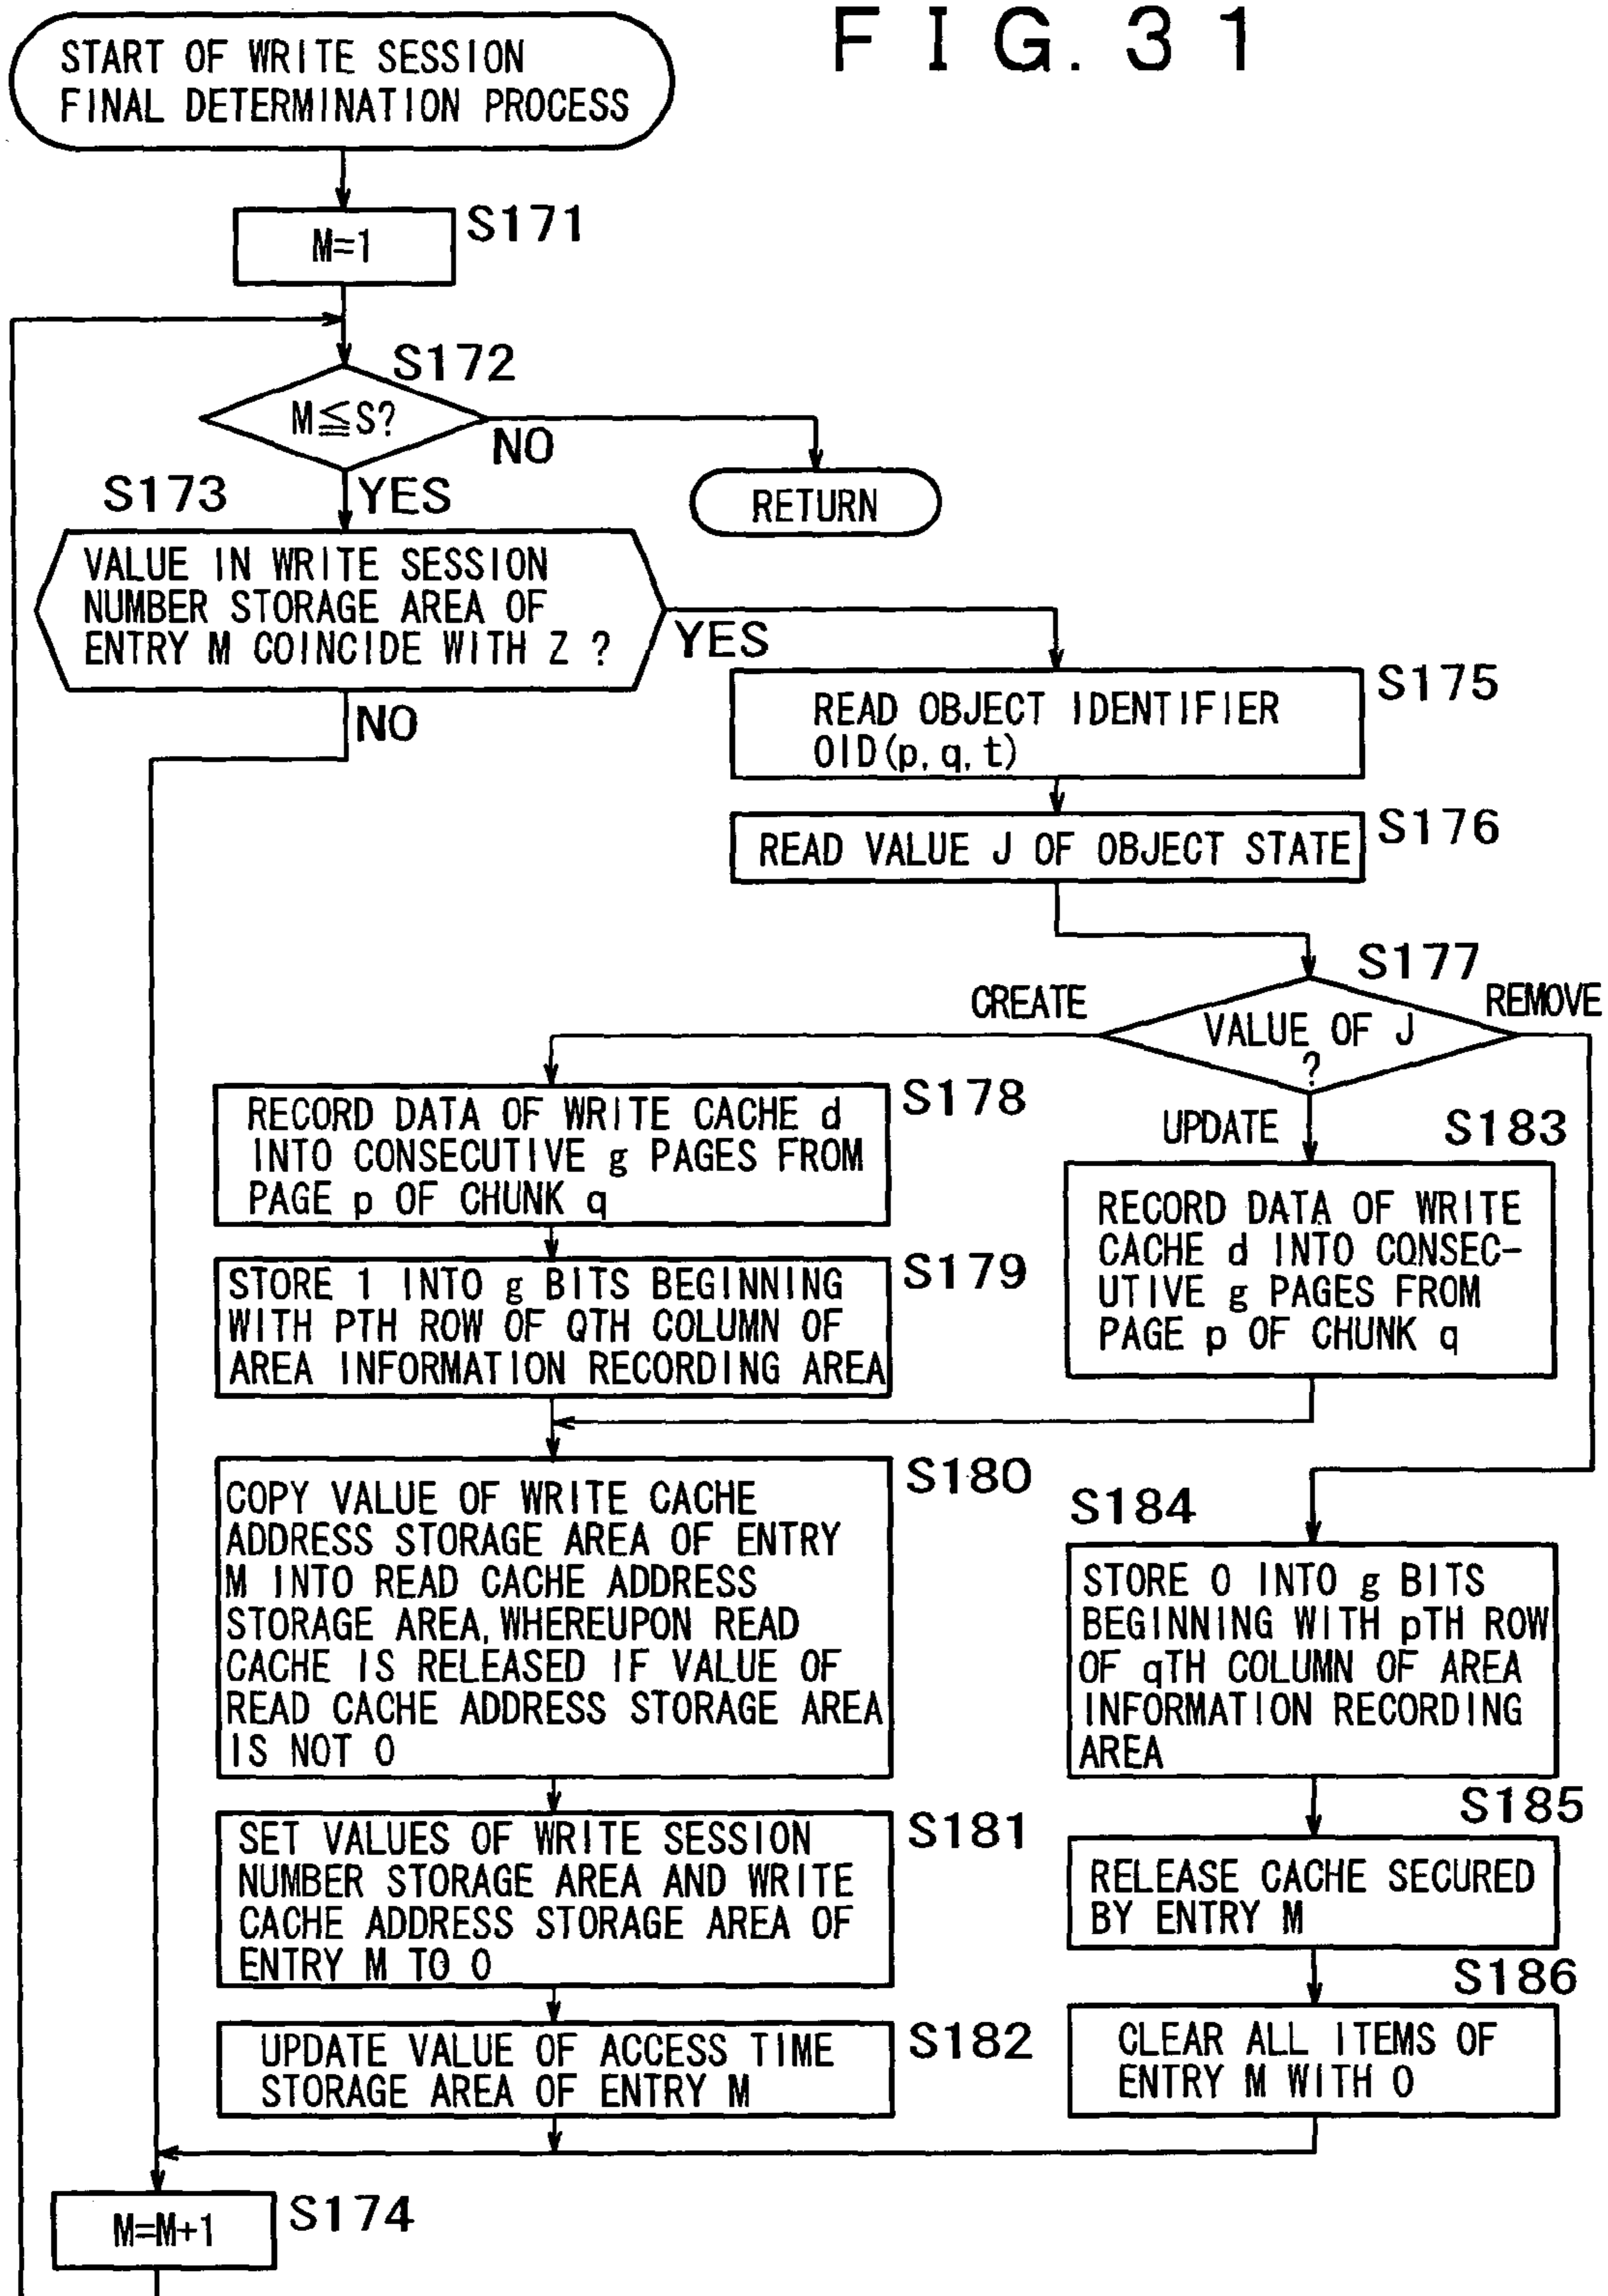 FIG. 31
START OF WRITE SESSION
FINAL DETERMINATION PROCESS
M=1
S171
S172
M≦S?
NO
RETURN
S173
YES
VALUE IN WRITE SESSION
NUMBER STORAGE AREA OF
ENTRY M COINCIDE WITH Z ?
YES
NO
S175
READ OBJECT IDENTIFIER
OID(p,q,t)
S176
READ VALUE J OF OBJECT STATE
S177
CREATE
REMOVE
VALUE OF J
?
UPDATE
S178
RECORD DATA OF WRITE CACHE d
INTO CONSECUTIVE g PAGES FROM
PAGE p OF CHUNK q
S183
RECORD DATA OF WRITE
CACHE d INTO CONSEC-
UTIVE g PAGES FROM
PAGE p OF CHUNK q
S179
STORE 1 INTO g BITS BEGINNING
WITH PTH ROW OF QTH COLUMN OF
AREA INFORMATION RECORDING AREA
S180
COPY VALUE OF WRITE CACHE
ADDRESS STORAGE AREA OF ENTRY
M INTO READ CACHE ADDRESS
STORAGE AREA, WHEREUPON READ
CACHE IS RELEASED IF VALUE OF
READ CACHE ADDRESS STORAGE AREA
IS NOT 0
S184
STORE 0 INTO g BITS
BEGINNING WITH pTH ROW
OF qTH COLUMN OF AREA
INFORMATION RECORDING
AREA
S181
SET VALUES OF WRITE SESSION
NUMBER STORAGE AREA AND WRITE
CACHE ADDRESS STORAGE AREA OF
ENTRY M TO 0
S185
RELEASE CACHE SECURED
BY ENTRY M
S182
UPDATE VALUE OF ACCESS TIME
STORAGE AREA OF ENTRY M
S186
CLEAR ALL ITEMS OF
ENTRY M WITH 0
M=M+1
S174